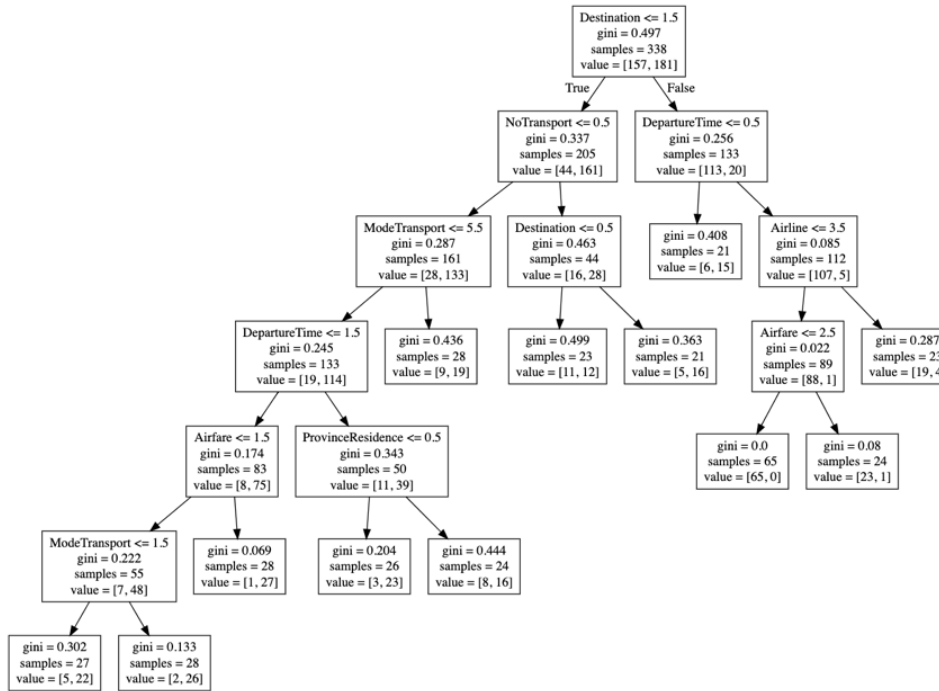 Destination <= 1.5
gini = 0.497
samples = 338
value = [157, 181]
True
False
NoTransport <= 0.5
gini = 0.337
samples = 205
value = [44, 161]
DepartureTime <= 0.5
gini = 0.256
samples = 133
value = [113, 20]
ModeTransport <= 5.5
gini = 0.287
samples = 161
value = [28, 133]
Destination <= 0.5
gini = 0.463
samples = 44
value = [16, 28]
gini = 0.408
samples = 21
value = [6, 15]
Airline <= 3.5
gini = 0.085
samples = 112
value = [107, 5]
DepartureTime <= 1.5
gini = 0.245
samples = 133
value = [19, 114]
gini = 0.436
samples = 28
value = [9, 19]
gini = 0.499
samples = 23
value = [11, 12]
gini = 0.363
samples = 21
value = [5, 16]
Airfare <= 2.5
gini = 0.022
samples = 89
value = [88, 1]
gini = 0.287
samples = 23
value = [19, 4
Airfare <= 1.5
gini = 0.174
samples = 83
value = [8, 75]
ProvinceResidence <= 0.5
gini = 0.343
samples = 50
value = [11, 39]
gini = 0.0
samples = 65
value = [65, 0]
gini = 0.08
samples = 24
value = [23, 1]
ModeTransport <= 1.5
gini = 0.222
samples = 55
value = [7, 48]
gini = 0.069
samples = 28
value = [1, 27]
gini = 0.204
samples = 26
value = [3, 23]
gini = 0.444
samples = 24
value = [8, 16]
gini = 0.302
samples = 27
value = [5, 22]
gini = 0.133
samples = 28
value = [2, 26]